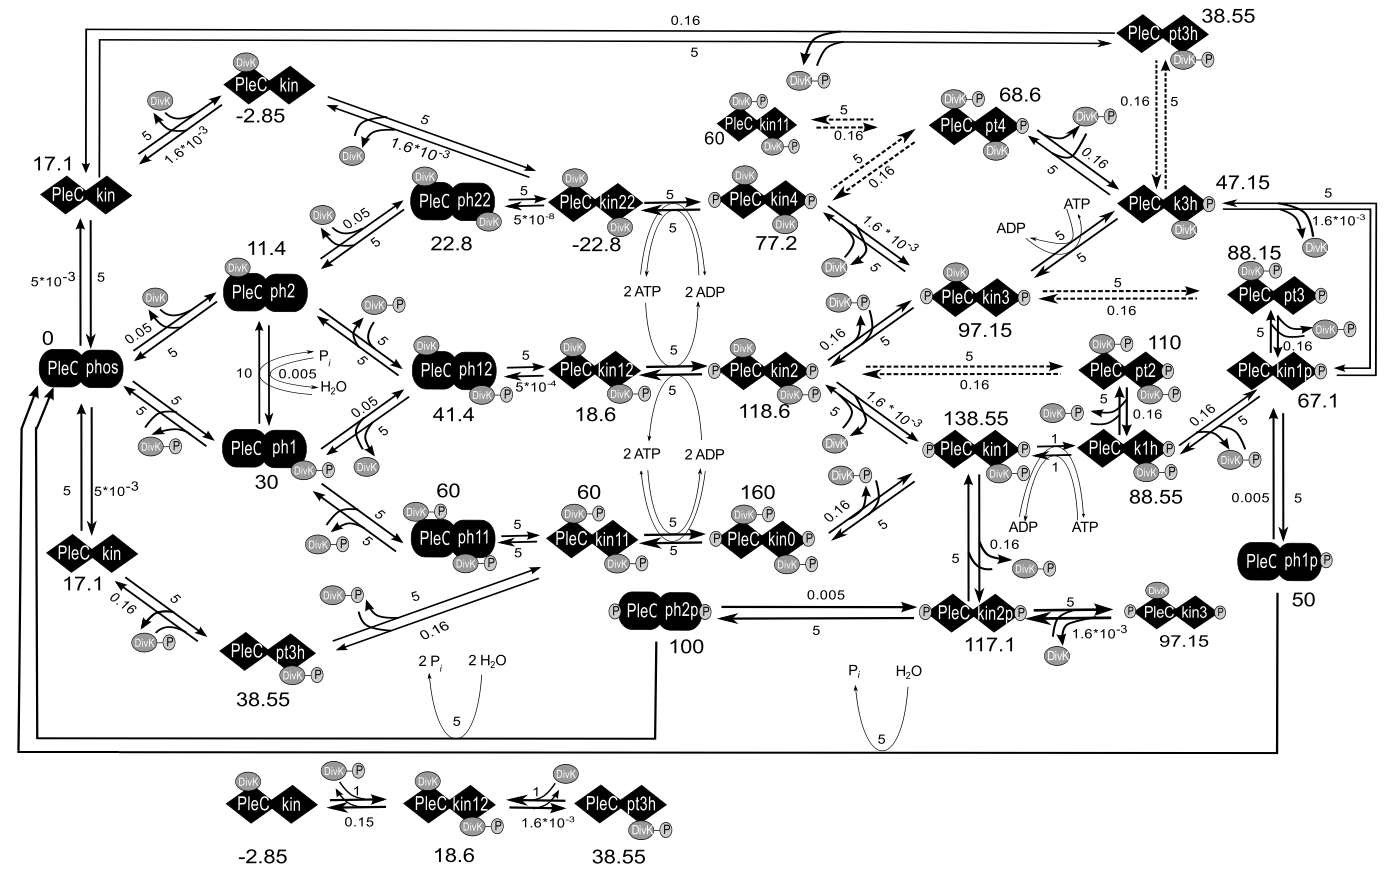 0.16
5
PleC pt3h
DivK P
38.55
DivK P
DivK
PleC kin
-2.85
DivK
5
1.6*10-3
5
1.6*10-3
DivK
DivK P
PleC kin11
DivK P
60
5
0.16
DivK P
PleC pt4 P
DivK
68.6
DivK P
0.16
5
0.16
5
17.1
PleC kin
DivK
PleC ph22
DivK
22.8
5
5*10-8
DivK
PleC kin22
DivK
-22.8
5
5
DivK
P PleC kin4 P
DivK
77.2
5
0.16
PleC k3h P
DivK
47.15
ATP
ADP
5
5
5
1.6*10-3
DivK
DivK
0.05
5
1.6*10-3
5
DivK
11.4
DivK
PleC ph2
5*10-3
5
DivK
0.05
5
2 ATP
2 ADP
DivK
P PleC kin3 P
97.15
5
0.16
88.15
DivK P
PleC pt3 P
5
0.16
DivK P
DivK P
5
5
DivK P
0.16
5
0
PleC phos
10
0.005
Pi
H2O
DivK
PleC ph12
DivK P
41.4
5
5*10-4
DivK
PleC kin12
DivK P
18.6
5
5
DivK
P PleC kin2 P
118.6
5
0.16
DivK P
PleC pt2 P
110
PleC kin1p P
67.1
5
5
DivK P
0.05
5
DivK
1.6*10-3
5
DivK
DivK P
5
0.16
0.16
5
DivK P
PleC ph1
DivK P
30
2 ATP
2 ADP
138.55
P PleC kin1 P
DivK P
1
1
ADP
ATP
PleC k1h P
DivK P
88.55
5
5*10-3
5
5
DivK P
60
DivK P
PleC ph11
DivK P
5
5
60
DivK P
PleC kin11
DivK P
5
5
160
DivK P
P PleC kin0 P
DivK P
DivK P
0.16
5
5
0.16
DivK P
0.005
5
PleC ph1p P
50
PleC kin
17.1
5
0.16
DivK P
DivK P
5
0.16
PleC pt3h
DivK P
38.55
P PleC ph2p P
100
0.005
5
P PleC kin2p P
117.1
5
1.6*10-3
DivK
DivK
P PleC kin3 P
97.15
2 Pi
2 H2O
5
Pi
H2O
5
DivK
PleC kin
-2.85
DivK P
1
0.15
DivK
PleC kin12
DivK P
18.6
DivK
1
1.6*10-3
PleC pt3h
DivK P
38.55